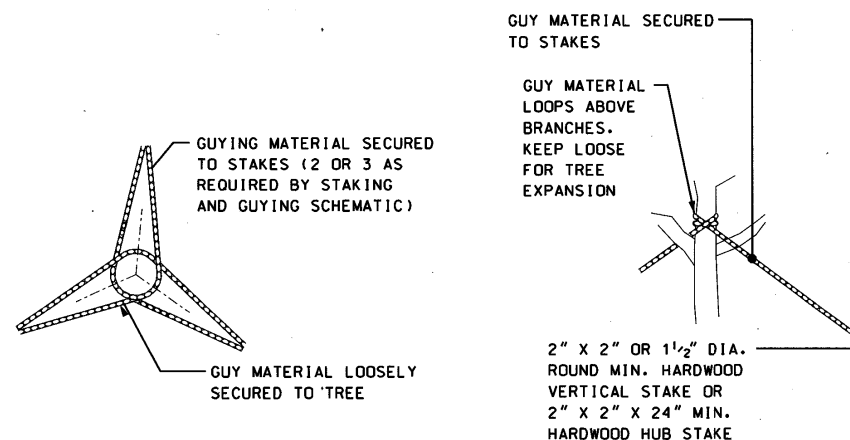 GUYING MATERIAL SECURED
TO STAKES (2 OR 3 AS
REQUIRED BY STAKING
AND GUYING SCHEMATIC)
GUY MATERIAL LOOSELY
SECURED TO TREE
GUY MATERIAL SECURED
TO STAKES
GUY MATERIAL
LOOPS ABOVE
BRANCHES.
KEEP LOOSE
FOR TREE
EXPANSION
2" X 2" OR 1 1/2" DIA.
ROUND MIN. HARDWOOD
VERTICAL STAKE OR
2" X 2" X 24" MIN.
HARDWOOD HUB STAKE